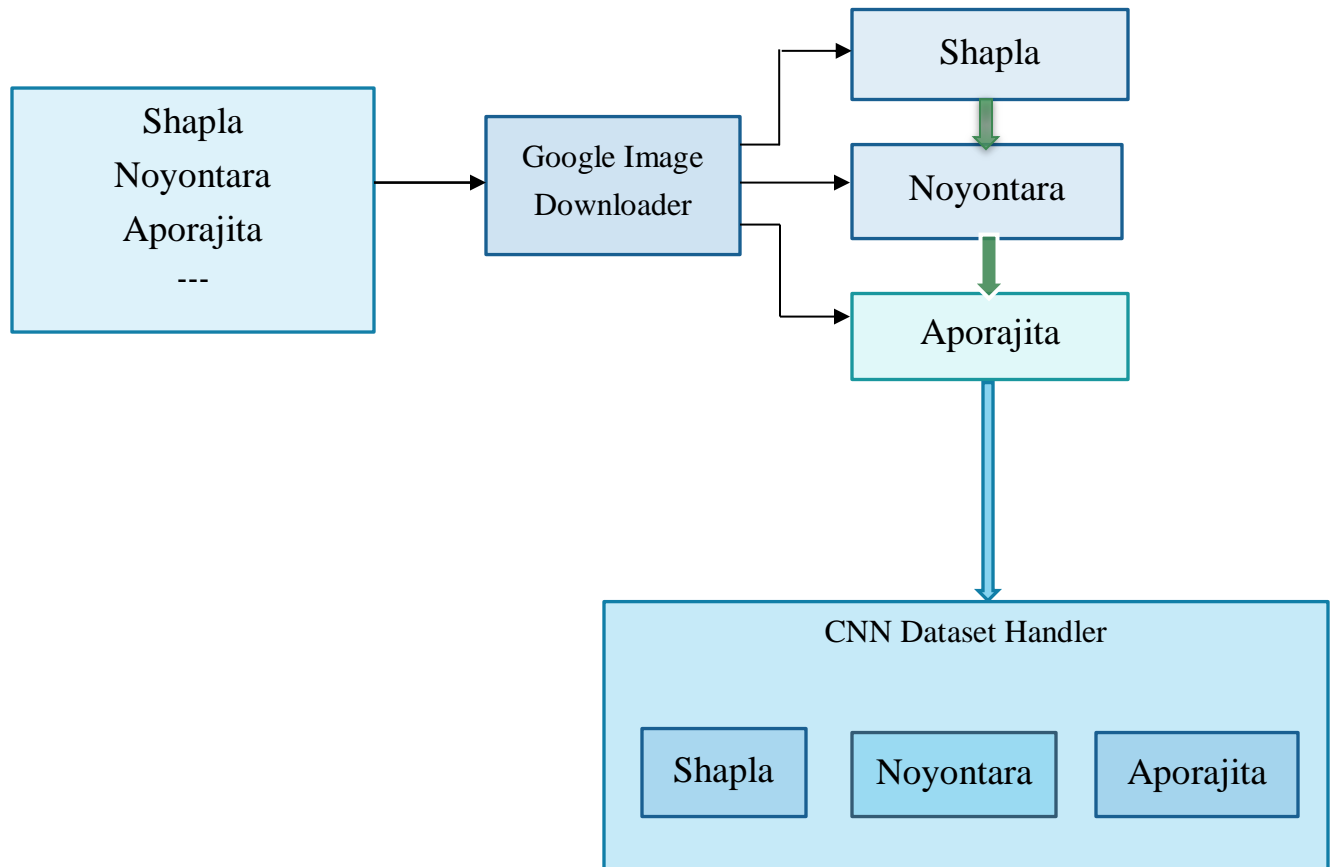 Shapla
Noyontara
Aporajita
---
Google Image
Downloader
Shapla
Noyontara
Aporajita
CNN Dataset Handler
Shapla
Noyontara
Aporajita